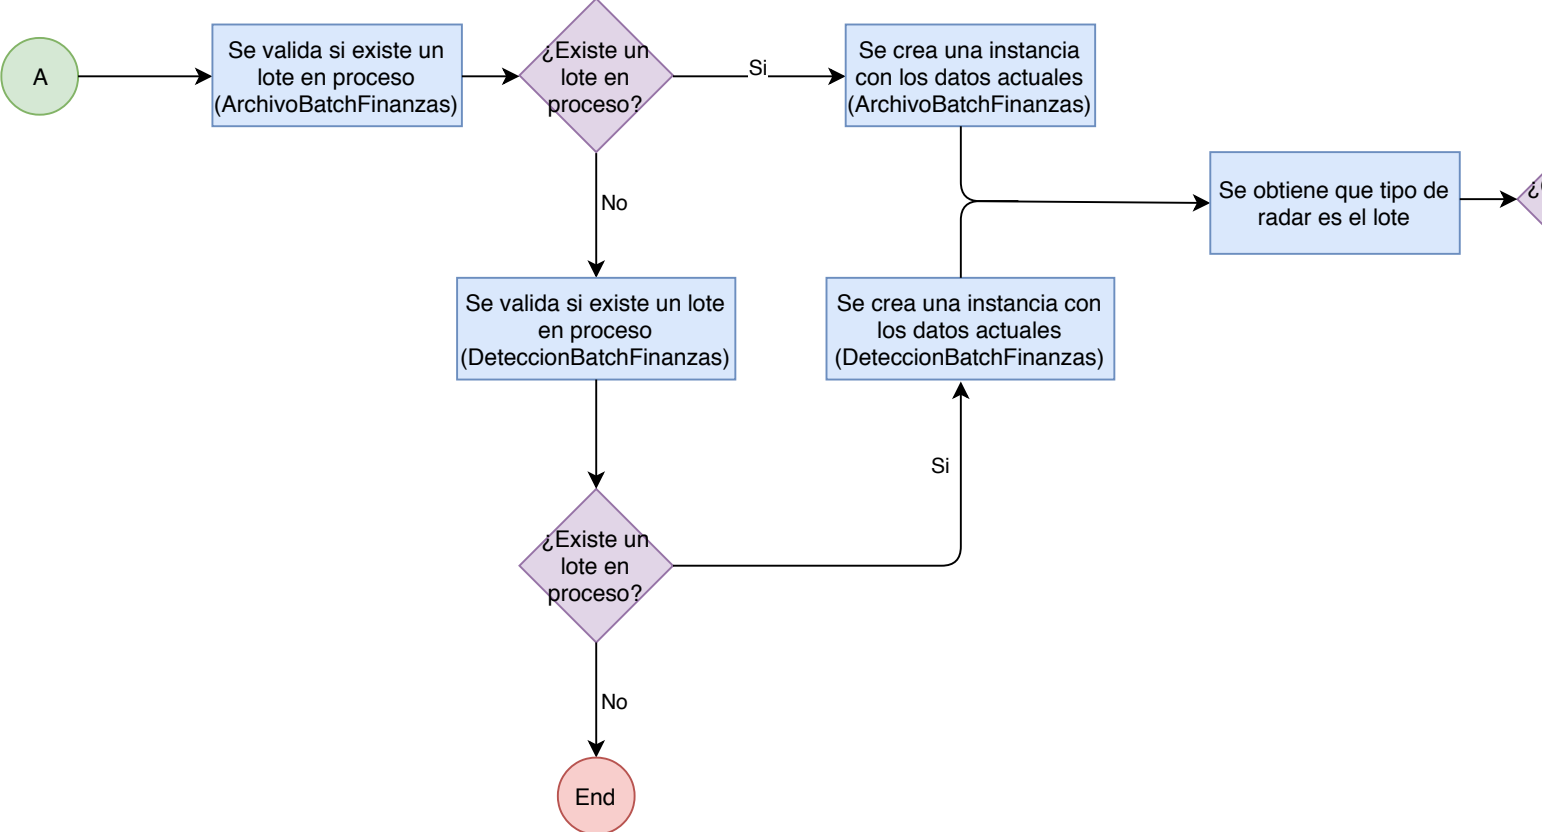 A
Se valida si existe un
lote en proceso
(ArchivoBatchFinanzas)
¿Existe un
lote en
proceso?
Si
Se crea una instancia
con los datos actuales
(ArchivoBatchFinanzas)
No
Se obtiene que tipo de
radar es el lote
Se valida si existe un lote
en proceso
(DeteccionBatchFinanzas)
Se crea una instancia con
los datos actuales
(DeteccionBatchFinanzas)
Si
¿Existe un
lote en
proceso?
No
End